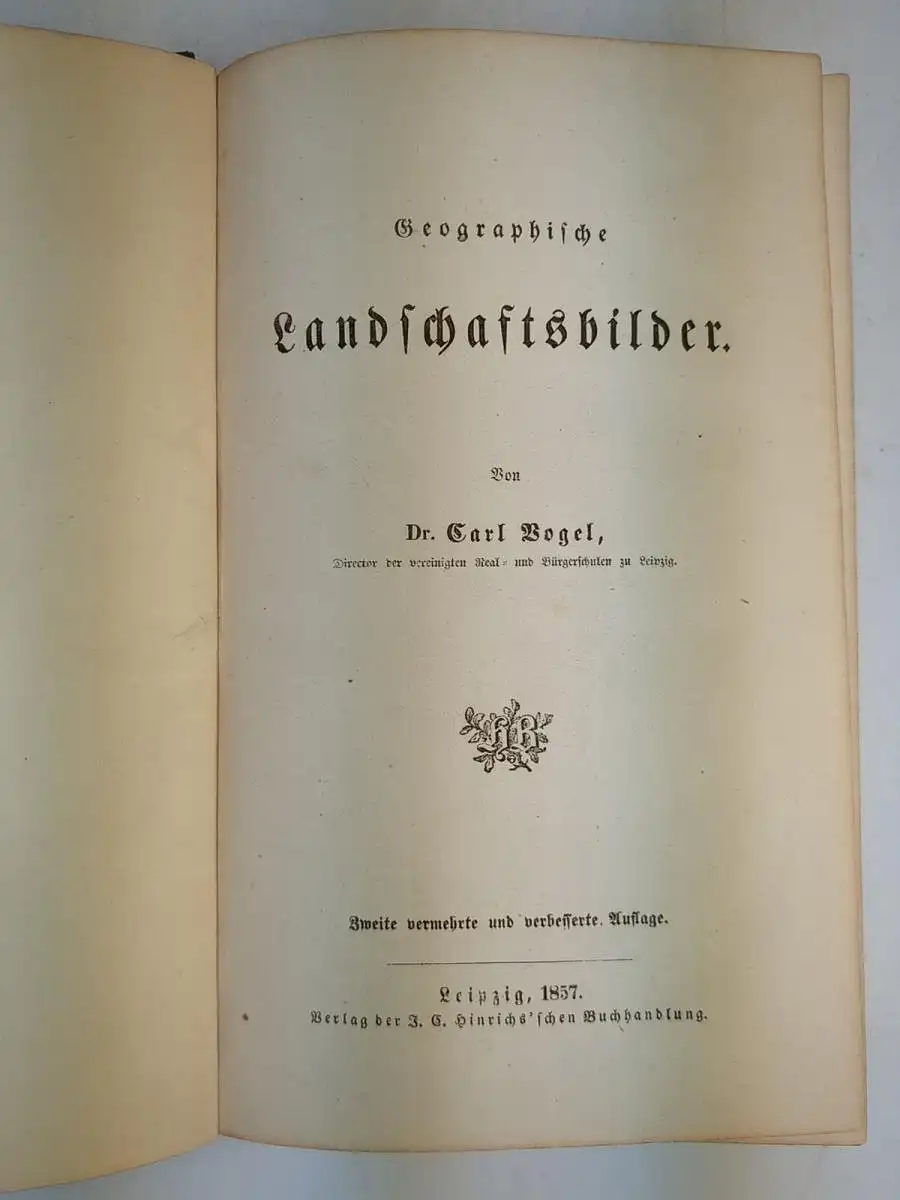 Geographische
Landschaftsbilder.
Von
Dr. Carl Vogel,
Director der vereinigten Real- und Bürgerschulen zu Leipzig.
Zweite vermehrte und verbesserte. Auflage.
Leipzig, 1857.
Verlag der J. C. Hinrichs'schen Buchhandlung.